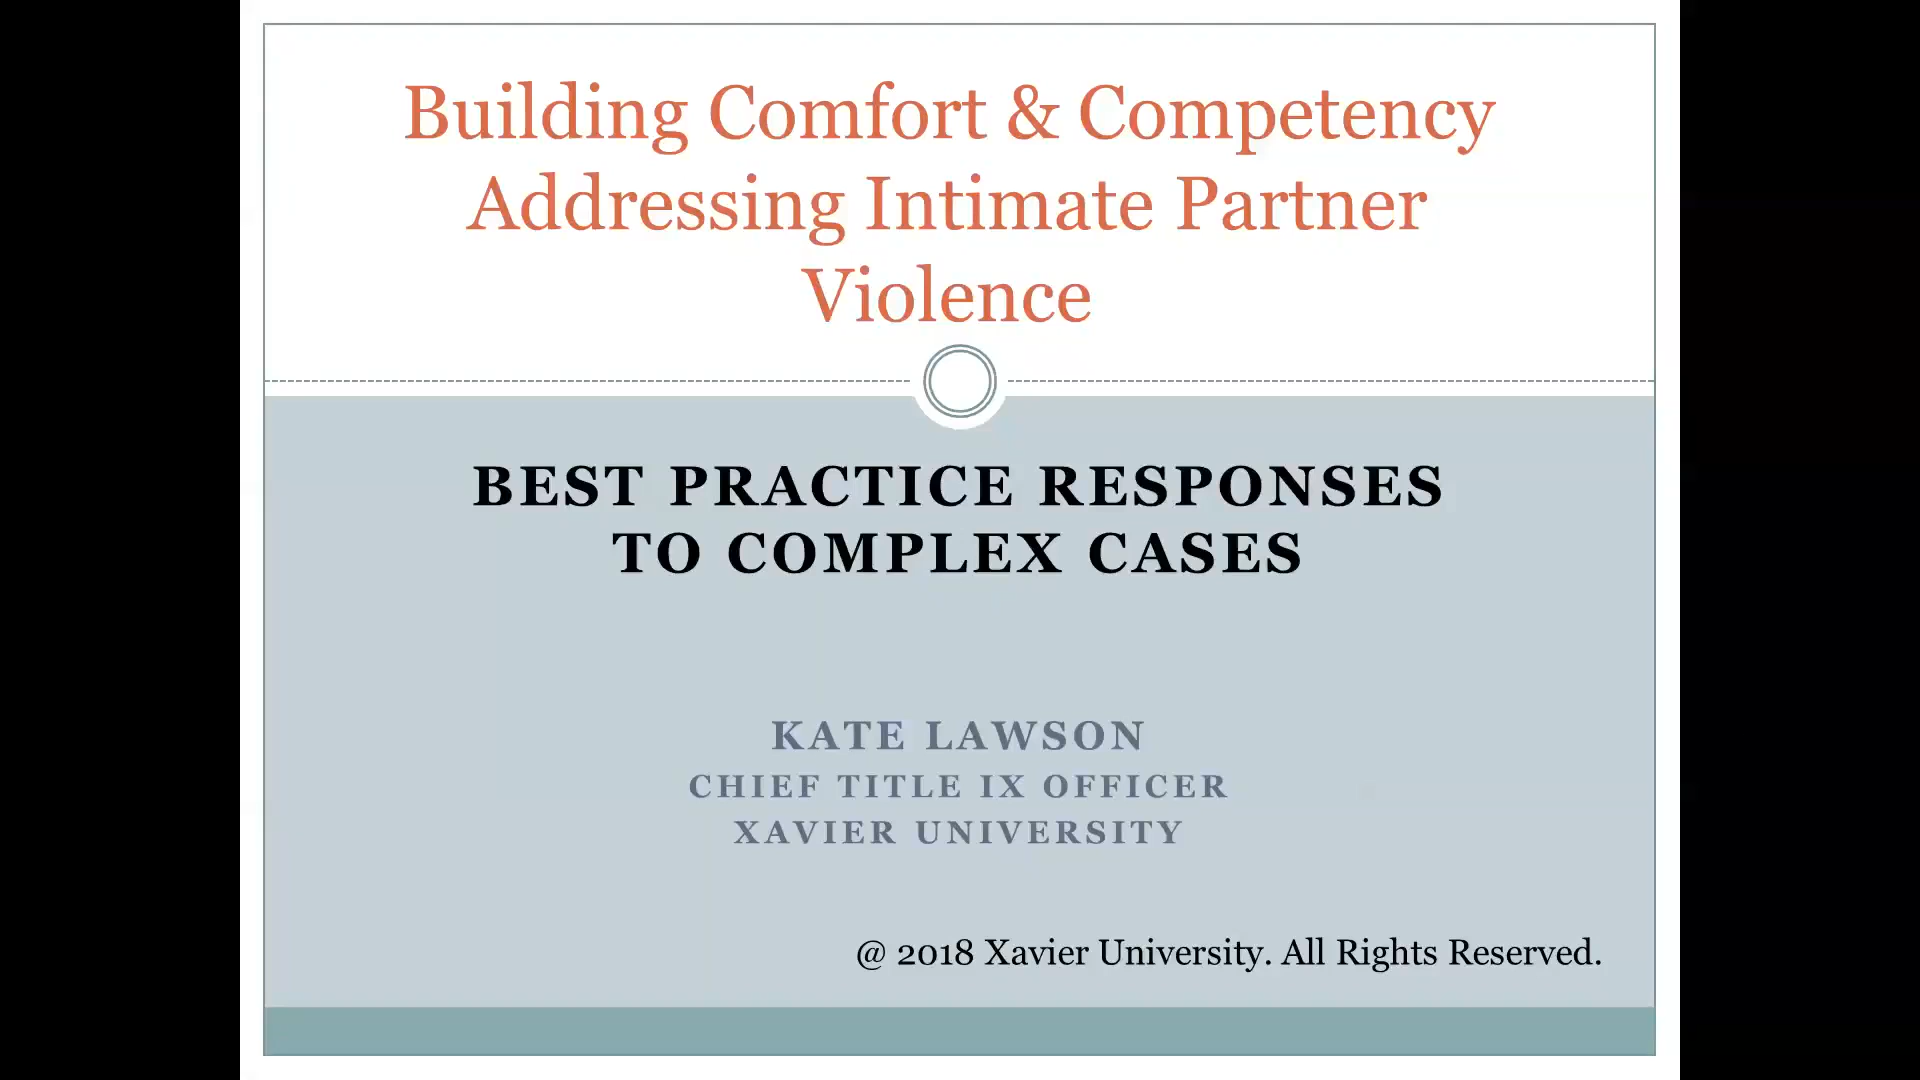 Building Comfort & Competency
Addressing Intimate Partner
Violence
BEST PRACTICE RESPONSES
TO COMPLEX CASES
KATE LAWSON
CHIEF TITLE IX OFFICER
XAVIER UNIVERSITY
@ 2018 Xavier University. All Rights Reserved.